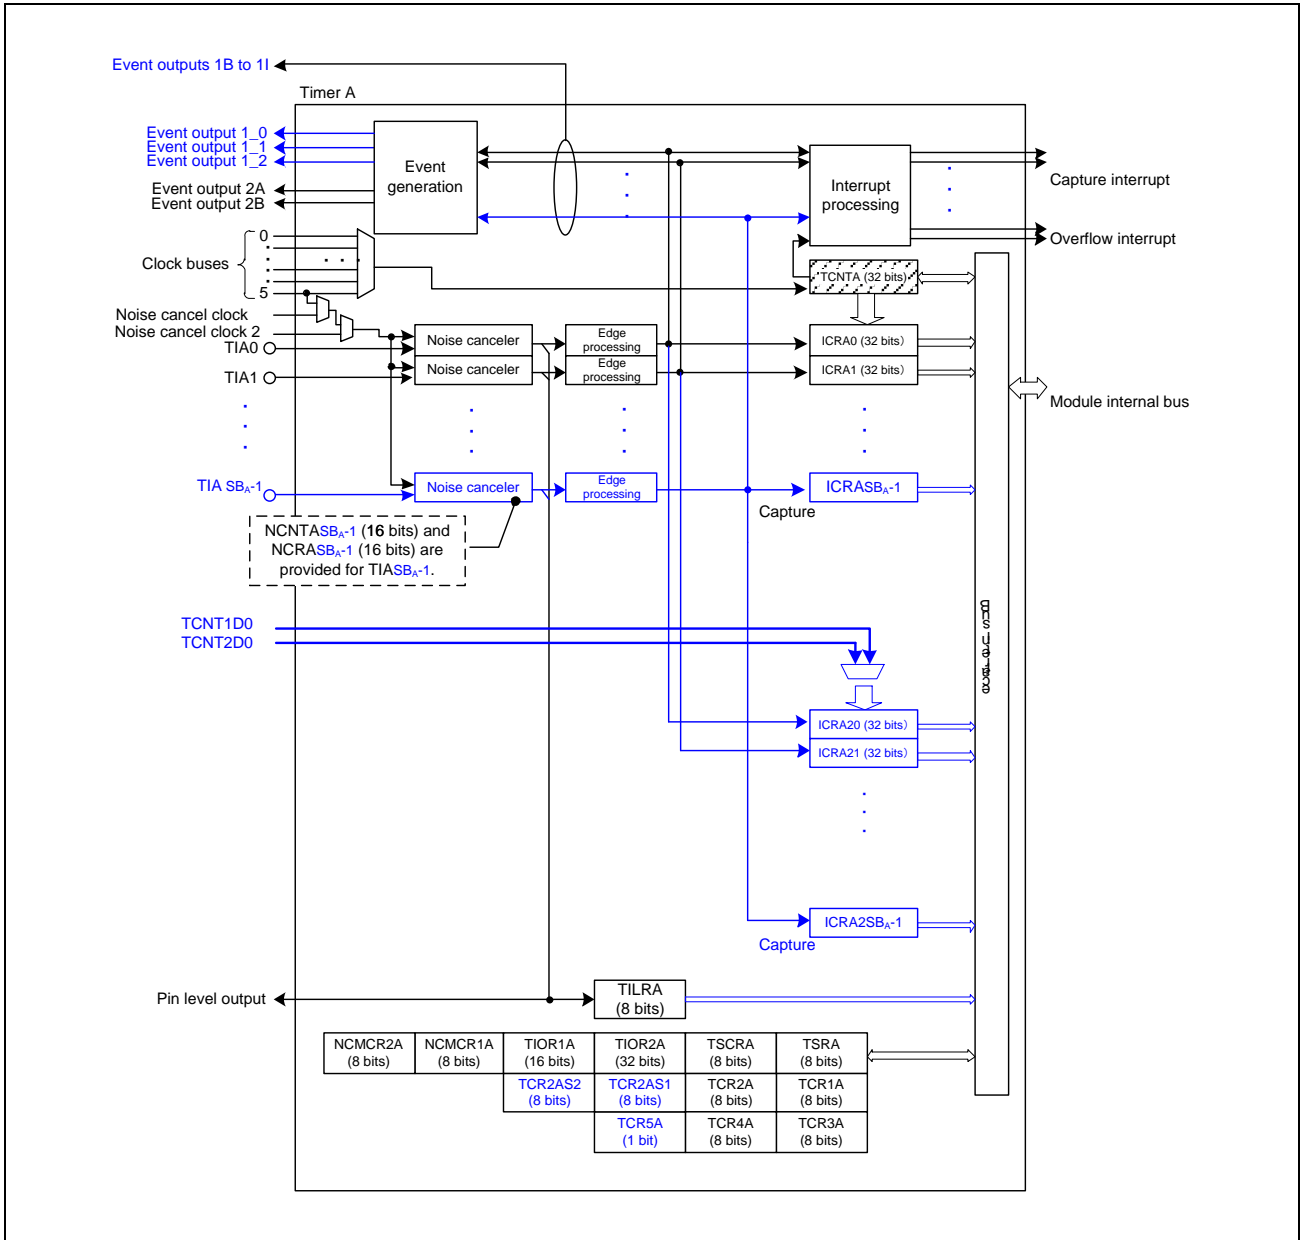 Event outputs 1B to 1I
Timer A
Event output 1_0
Event output 1_1
Event output 1_2
Event output 2A
Event output 2B
Event
generation
Interrupt
processing
Capture interrupt
Overflow interrupt
Clock buses
0
5
TCNTA (32 bits)
Noise cancel clock
Noise cancel clock 2
TIA0
TIA1
Noise canceler
Noise canceler
Edge
processing
Edge
processing
ICRA0 (32 bits)
ICRA1 (32 bits)
Module internal bus
TIA SBA-1
Noise canceler
Edge
processing
ICRASBA-1
Capture
NCNTASBA-1 (16 bits) and
NCRASBA-1 (16 bits) are
provided for TIASBA-1.
TCNT1D0
TCNT2D0
ICRA20 (32 bits)
ICRA21 (32 bits)
ICRA2SBA-1
Capture
Pin level output
TILRA
(8 bits)
NCMCR2A
(8 bits)
NCMCR1A
(8 bits)
TIOR1A
(16 bits)
TIOR2A
(32 bits)
TSCRA
(8 bits)
TSRA
(8 bits)
TCR2AS2
(8 bits)
TCR2AS1
(8 bits)
TCR2A
(8 bits)
TCR1A
(8 bits)
TCR5A
(1 bit)
TCR4A
(8 bits)
TCR3A
(8 bits)